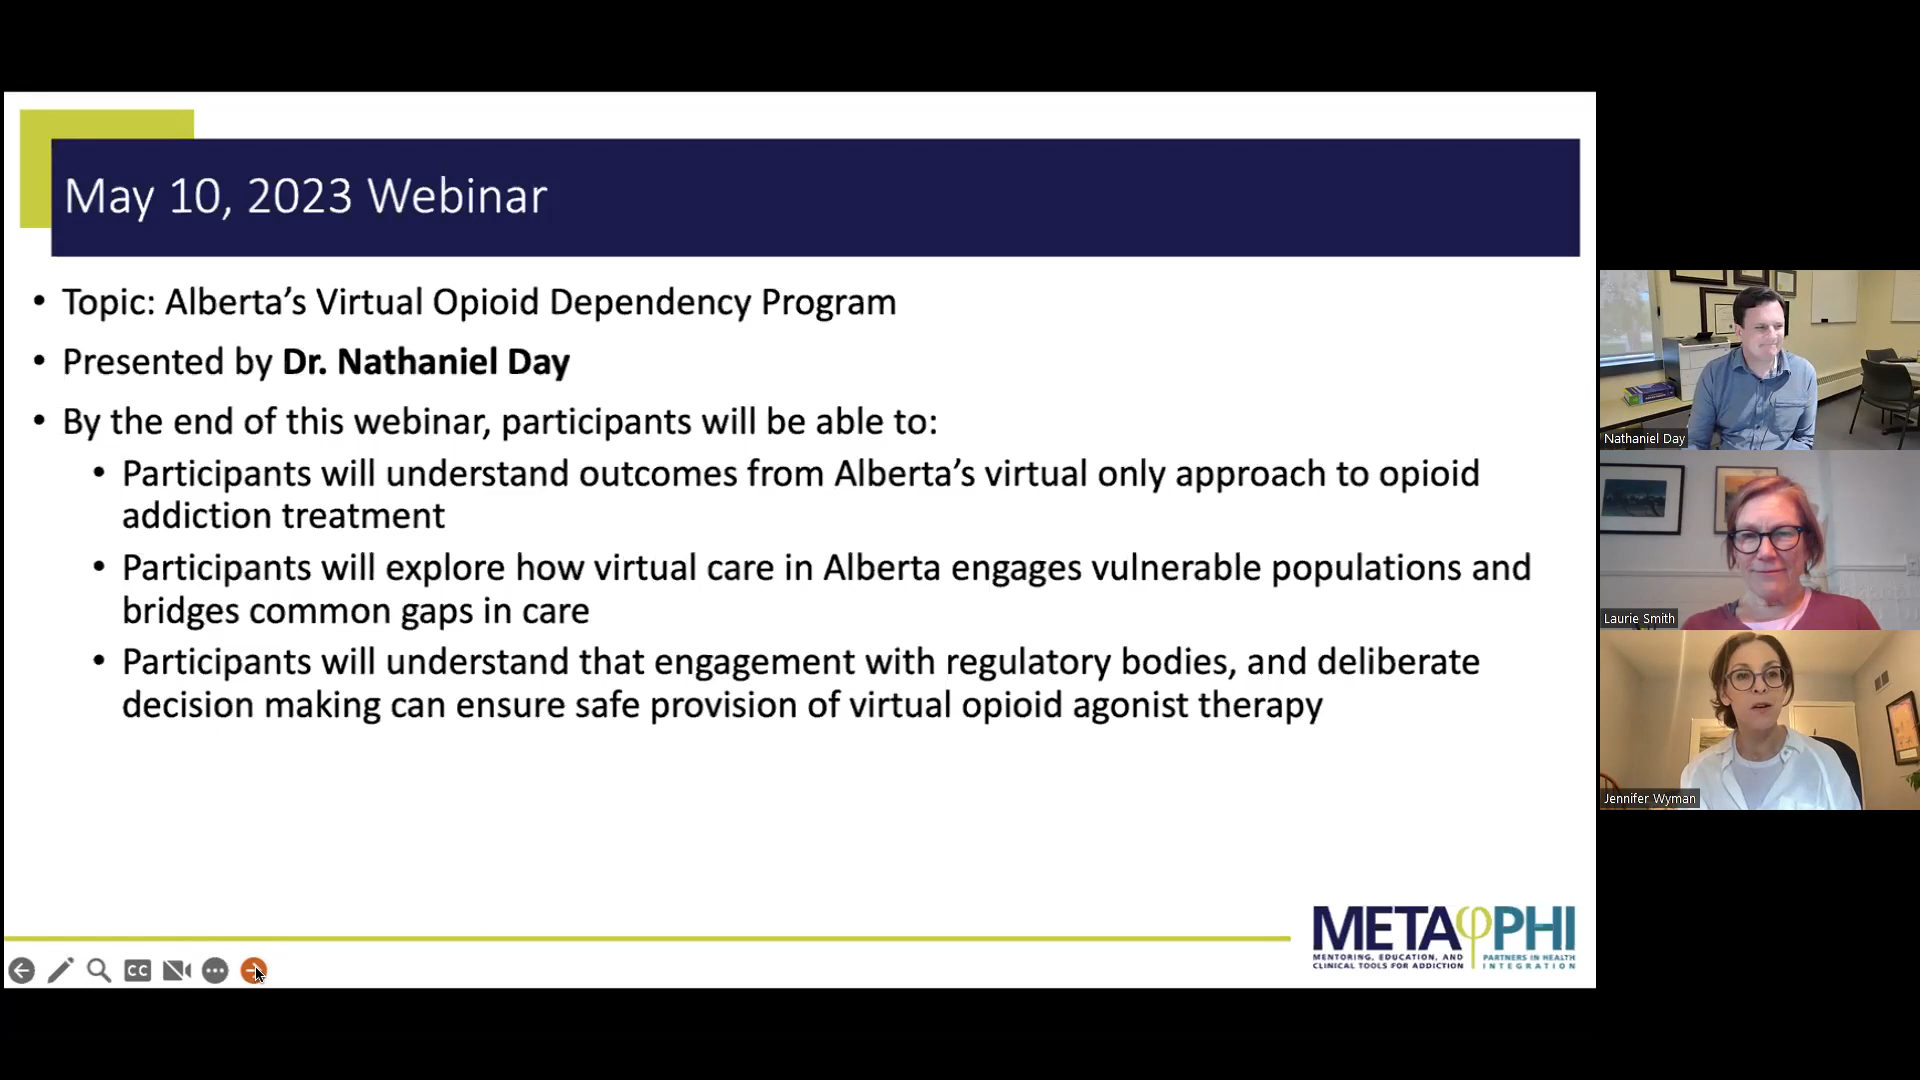 May 10, 2023 Webinar
• Topic: Alberta's Virtual Opioid Dependency Program
• Presented by Dr. Nathaniel Day
• By the end of this webinar, participants will be able to:
• Participants will understand outcomes from Alberta's virtual only approach to opioid
addiction treatment
• Participants will explore how virtual care in Alberta engages vulnerable populations and
bridges common gaps in care
• Participants will understand that engagement with regulatory bodies, and deliberate
decision making can ensure safe provision of virtual opioid agonist therapy
METAφPHI
MENTORING, EDUCATION, AND
CLINICAL TOOLS FOR ADDICTION
PARTNERS IN HEALTH
INTEGRATION
CC
Nathaniel Day
Laurie Smith
Jennifer Wyman